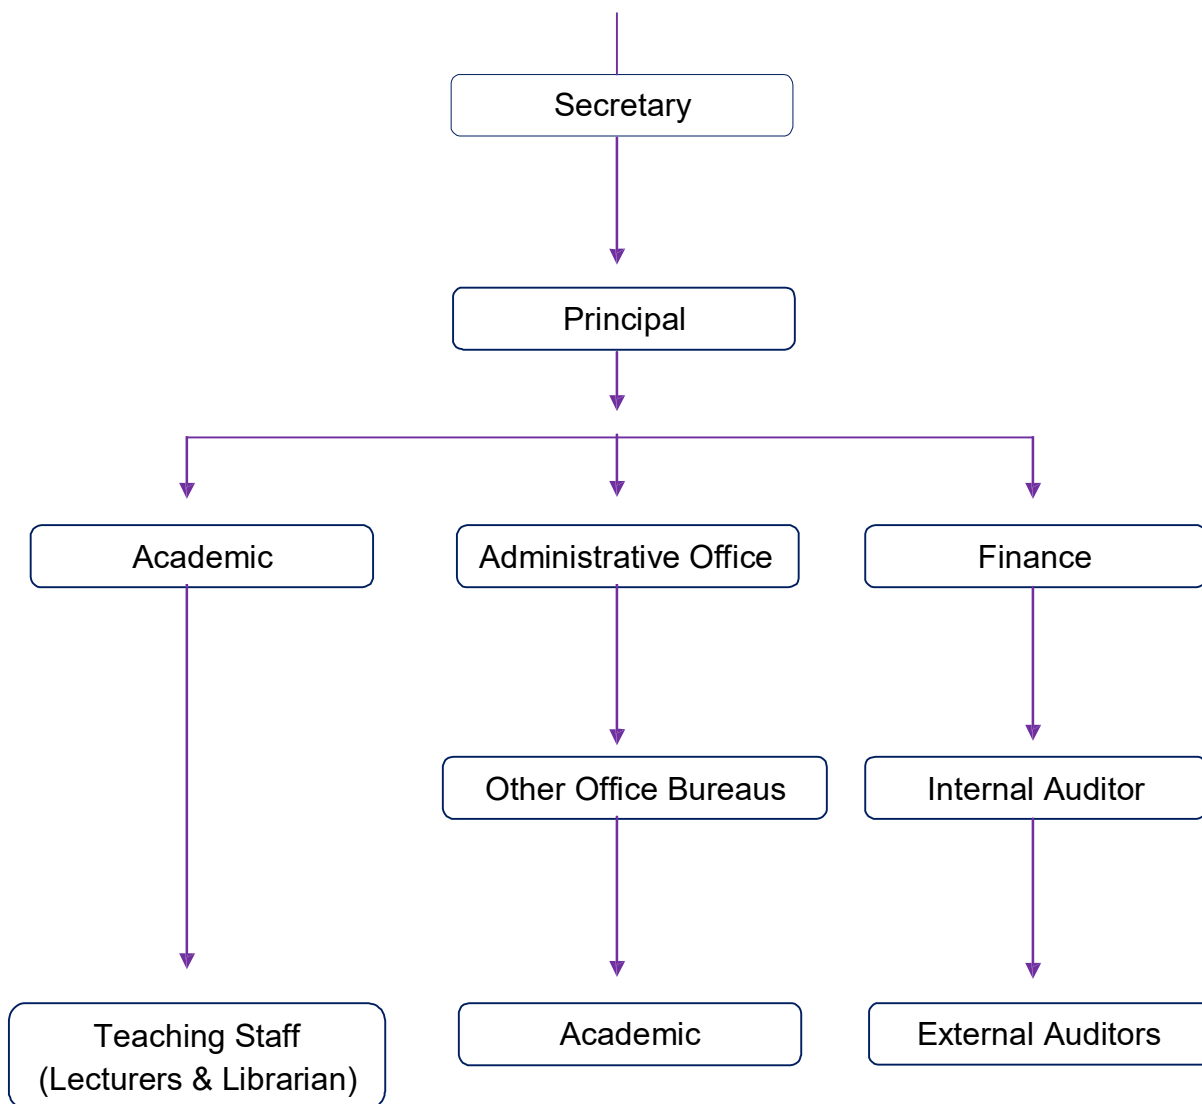 Secretary
Principal
Academic
Administrative Office
Finance
Other Office Bureaus
Internal Auditor
Teaching Staff
(Lecturers & Librarian)
Academic
External Auditors